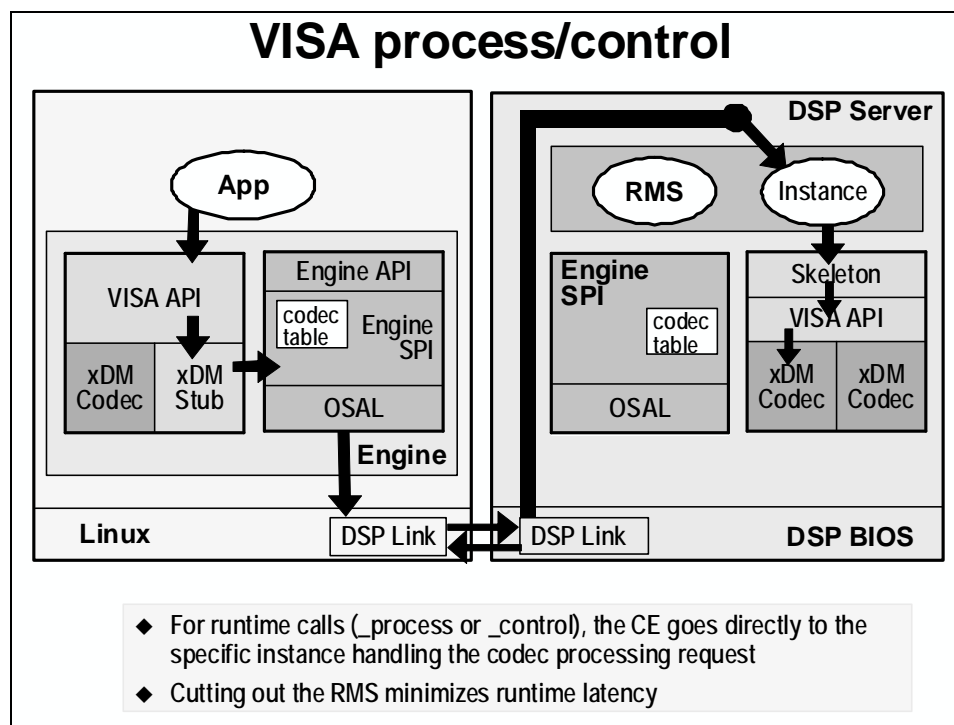 VISA process/control
DSP Server
App
RMS
Instance
VISA API
xDM
Codec
xDM
Stub
Engine API
codec
table
Engine
SPI
OSAL
Engine
Engine
SPI
codec
table
OSAL
Skeleton
VISA API
xDM
Codec
xDM
Codec
Linux
DSP Link
DSP Link
DSP BIOS
◆ For runtime calls (_process or _control), the CE goes directly to the
specific instance handling the codec processing request
◆ Cutting out the RMS minimizes runtime latency